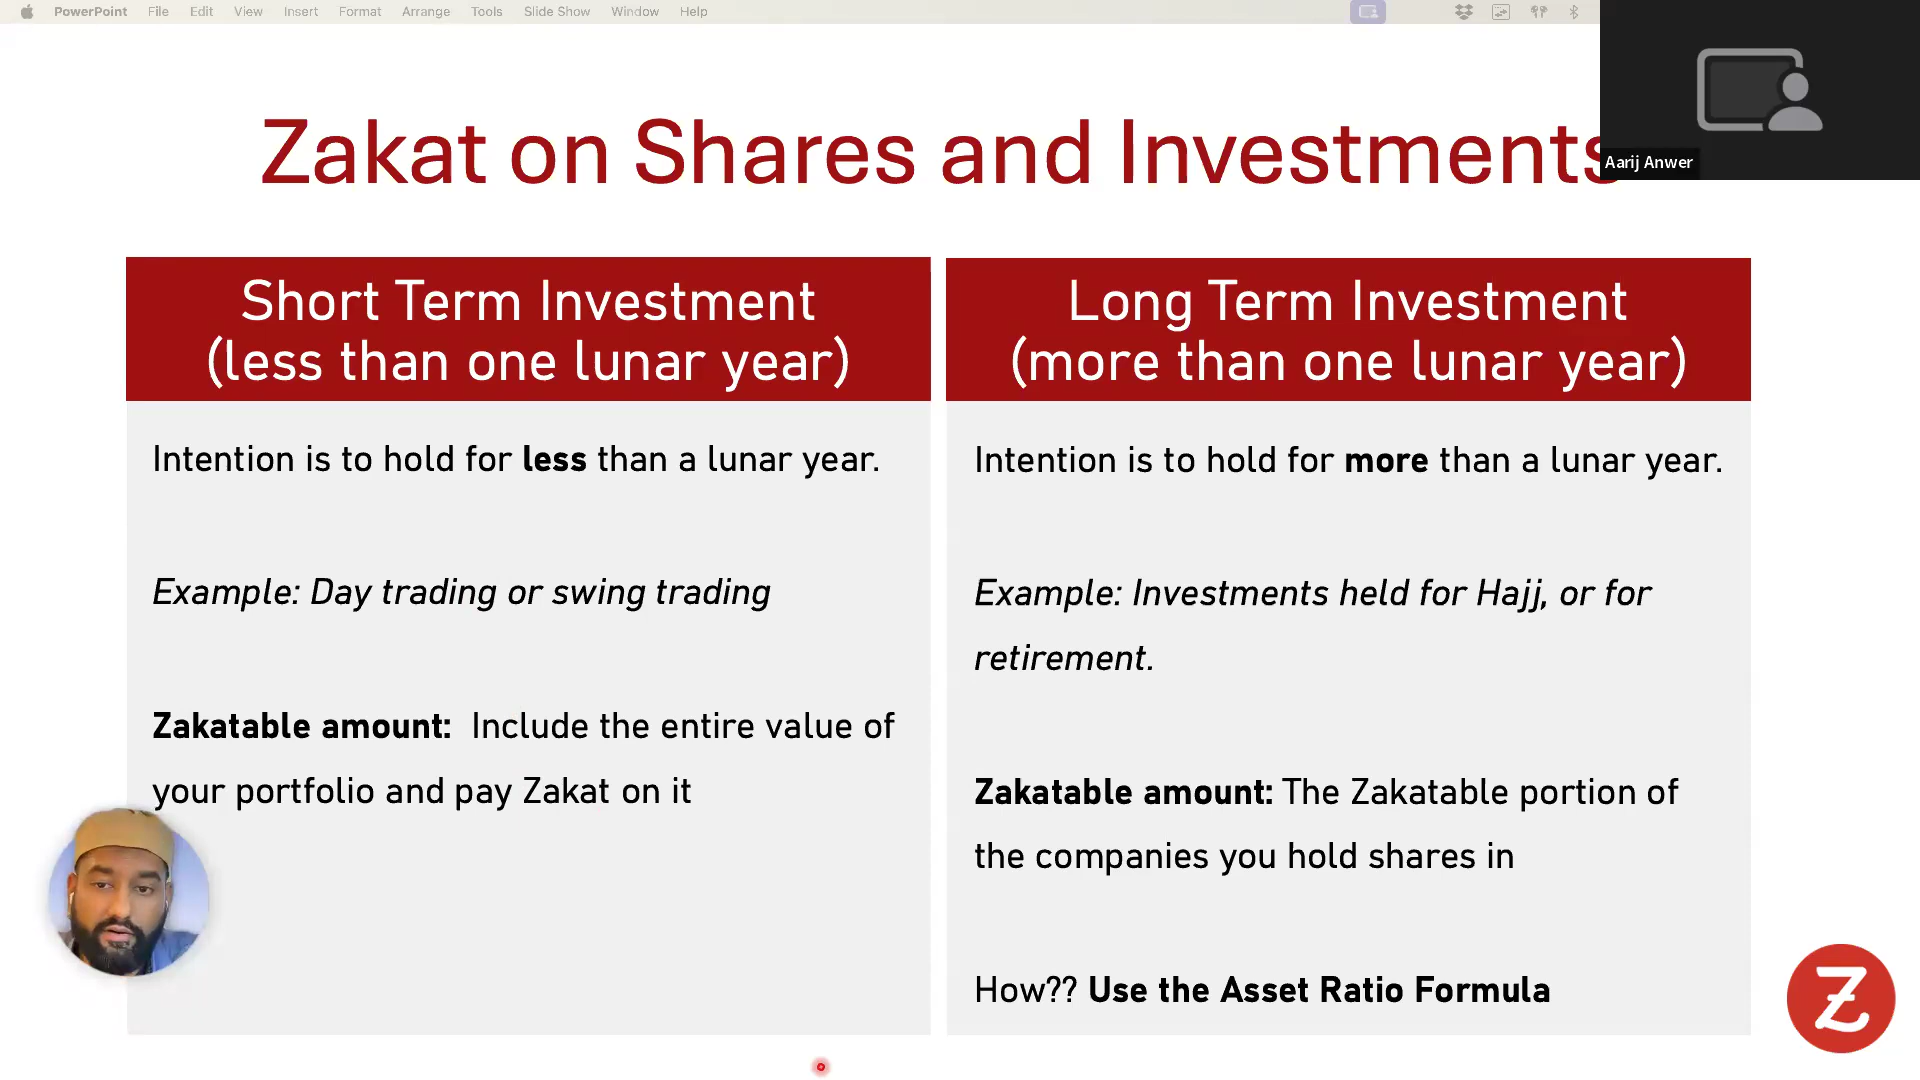 PowerPoint File Edit View Insert Format Arrange Tools Slide Show Window Help
Aarij Anwer
Zakat on Shares and Investments
Short Term Investment
(less than one lunar year)
Intention is to hold for less than a lunar year.
Example: Day trading or swing trading
Zakatable amount: Include the entire value of
your portfolio and pay Zakat on it
Long Term Investment
(more than one lunar year)
Intention is to hold for more than a lunar year.
Example: Investments held for Hajj, or for
retirement.
Zakatable amount: The Zakatable portion of
the companies you hold shares in
How?? Use the Asset Ratio Formula
Z